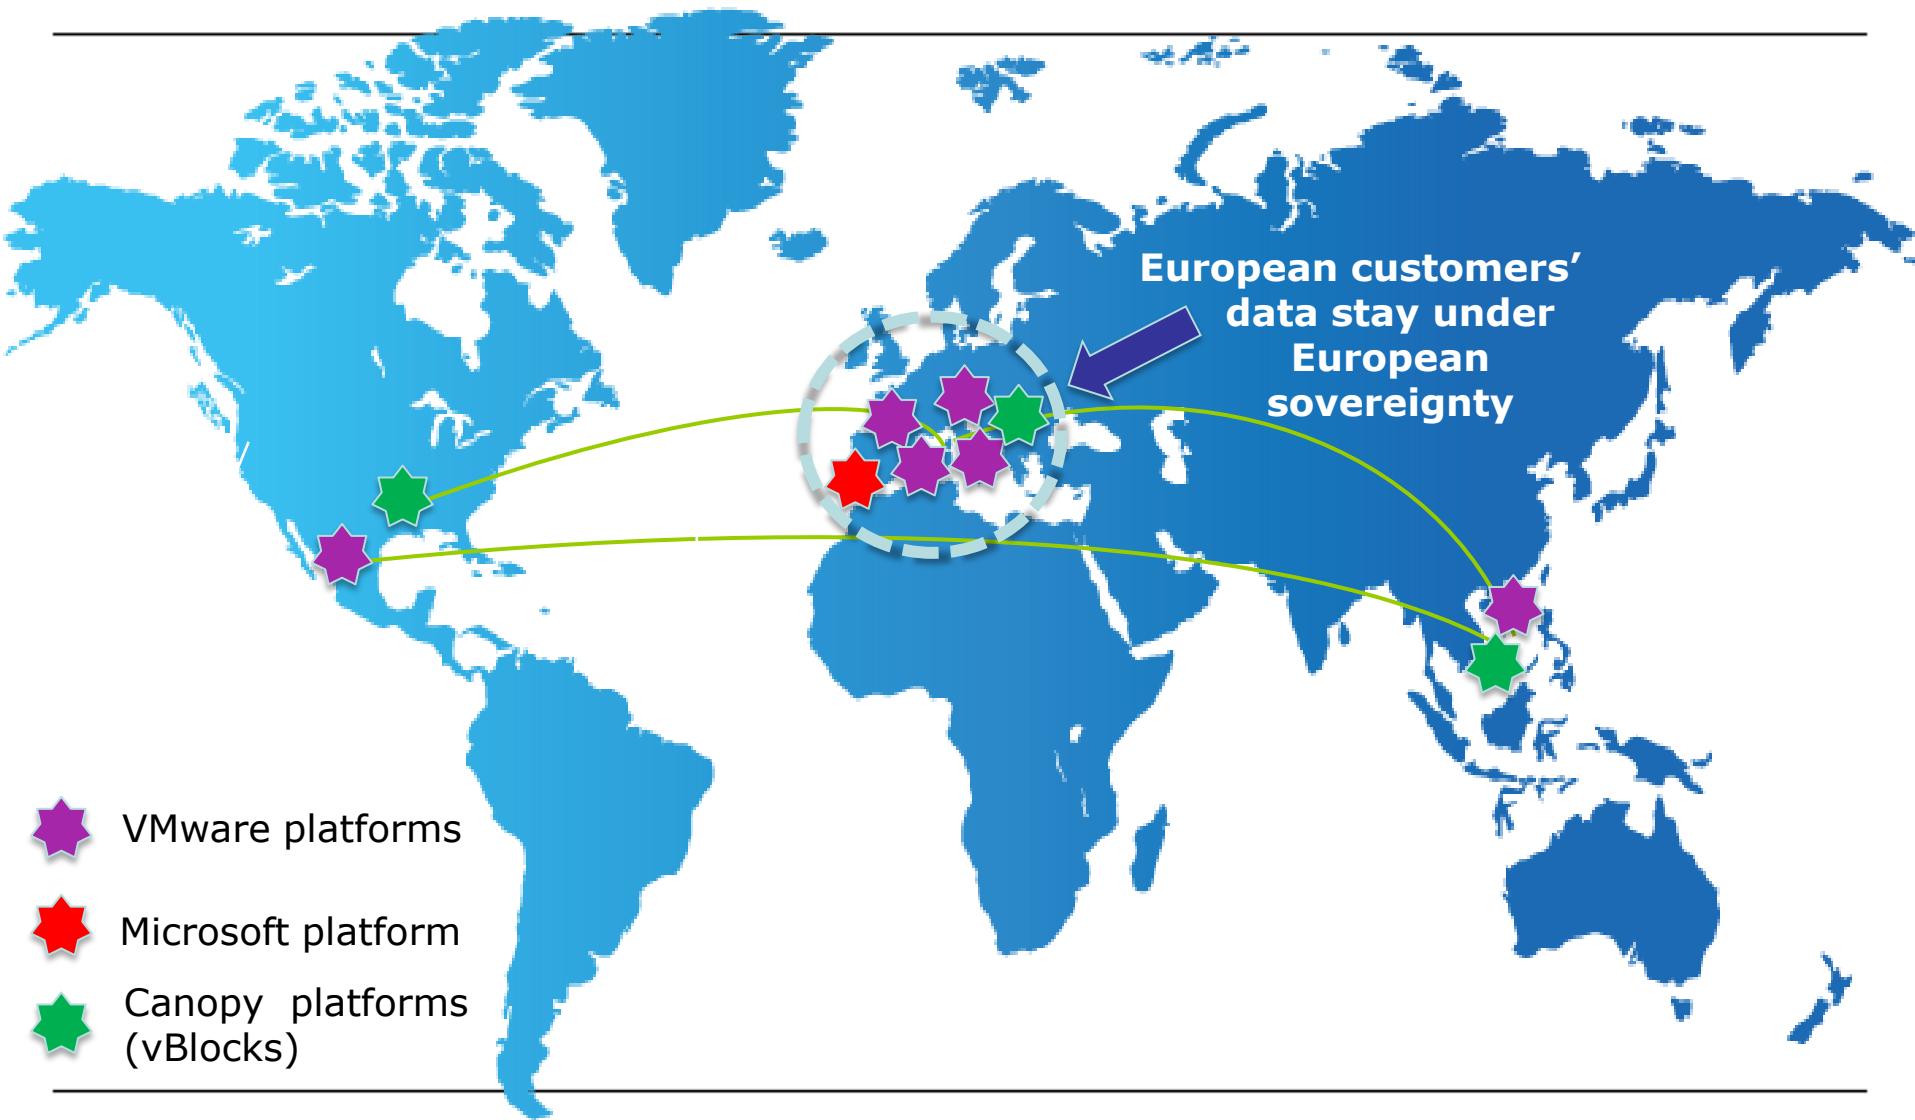 European customers’
data stay under
European
sovereignty
VMware platforms
Microsoft platform
Canopy platforms
(vBlocks)